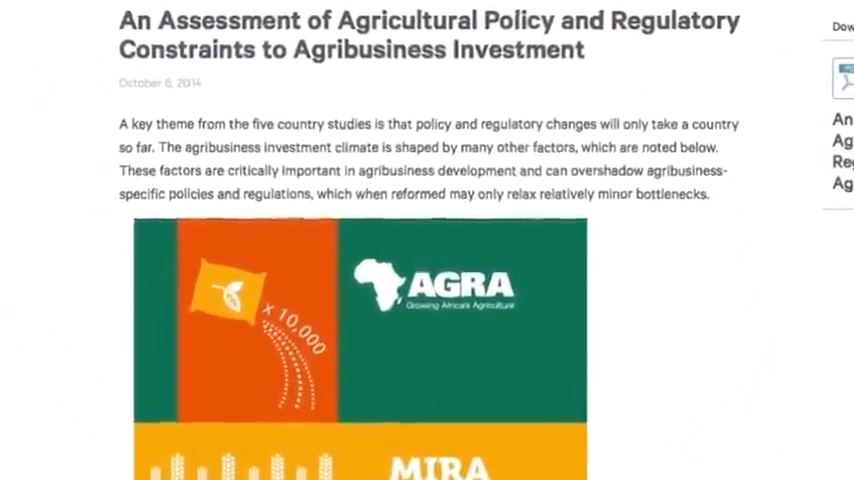 An Assessment of Agricultural Policy and Regulatory
Constraints to Agribusiness Investment
October 6, 2014
A key theme from the five country studies is that policy and regulatory changes will only take a country
so far. The agribusiness investment climate is shaped by many other factors, which are noted below.
These factors are critically important in agribusiness development and can overshadow agribusiness-
specific policies and regulations, which when reformed may only relax relatively minor bottlenecks.
x 10,000
AGRA
Growing Africa's Agriculture
MIRA
Dow
An
Ag
Re
Ag